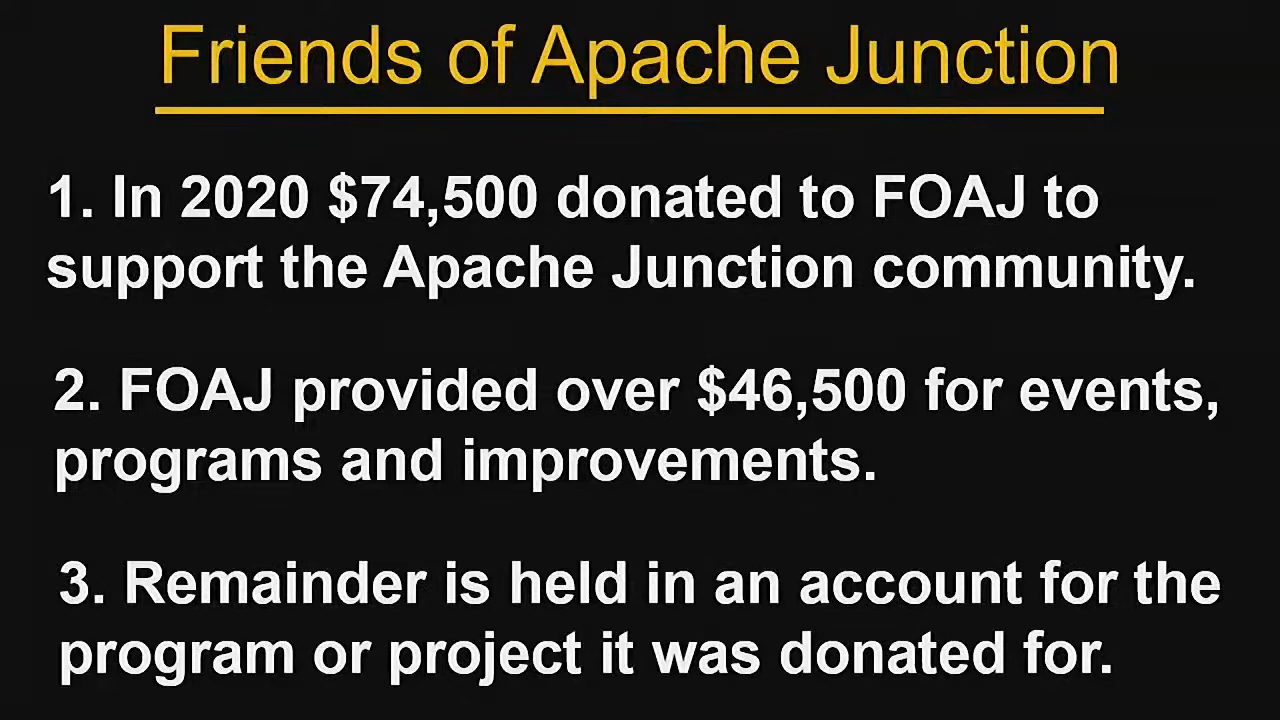 Friends of Apache Junction
1. In 2020 $74,500 donated to FOAJ to
support the Apache Junction community.
2. FOAJ provided over $46,500 for events,
programs and improvements.
3. Remainder is held in an account for the
program or project it was donated for.